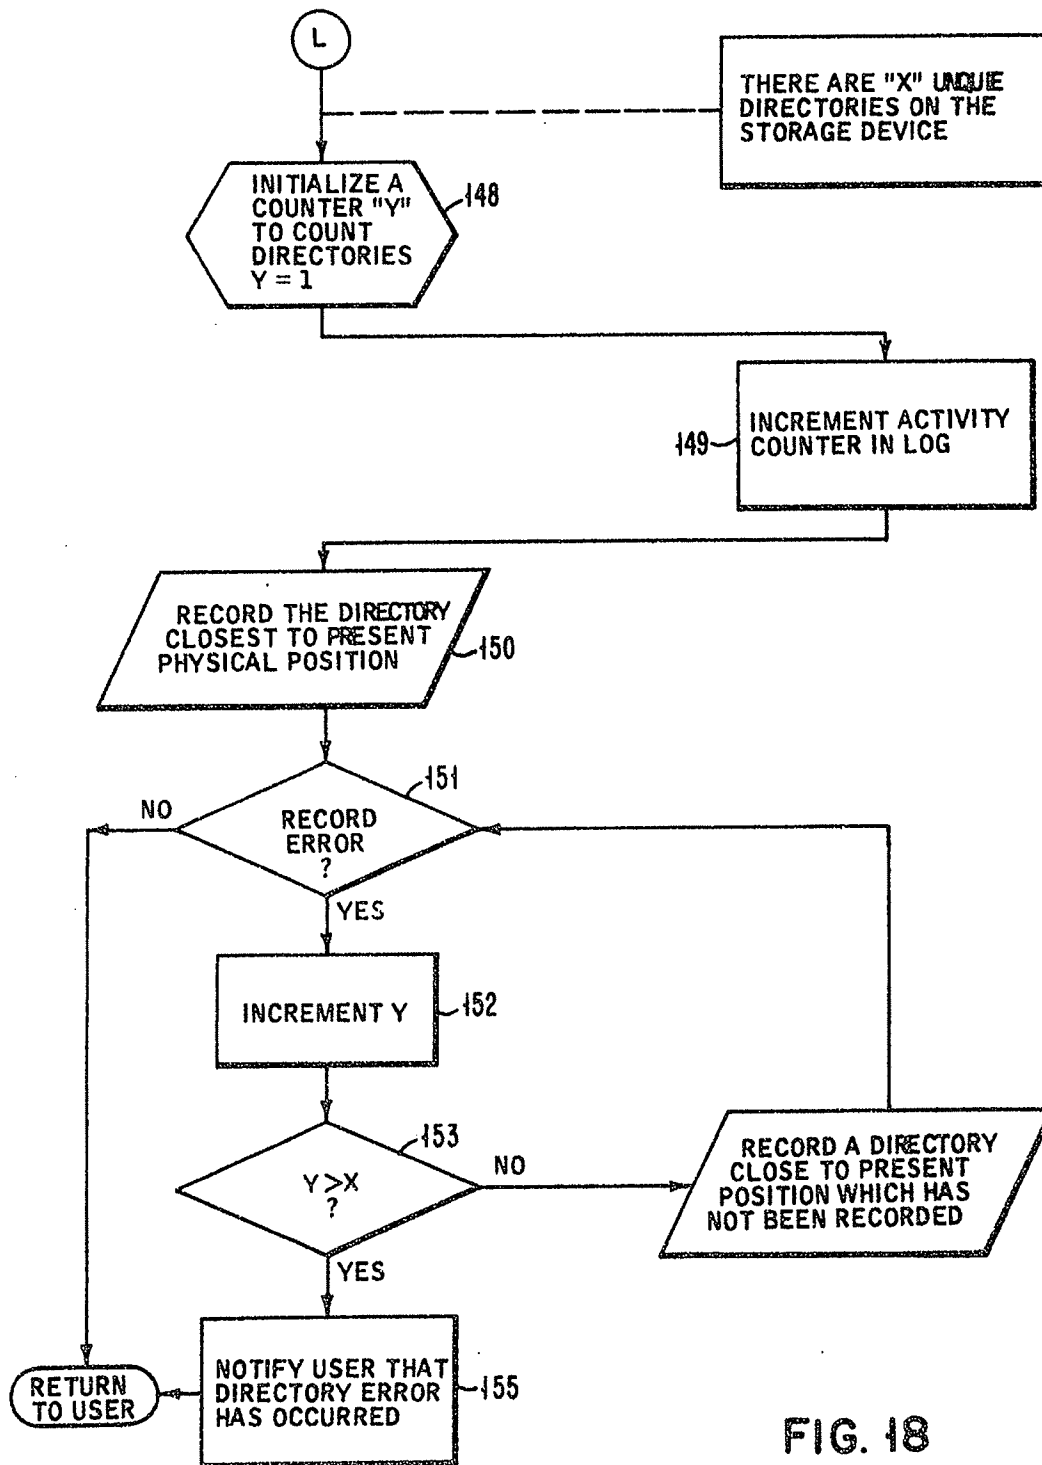 L
THERE ARE "X" UNQUIE
DIRECTORIES ON THE
STORAGE DEVICE
INITIALIZE A
COUNTER "Y"
TO COUNT
DIRECTORIES
Y = 1
148
INCREMENT ACTIVITY
COUNTER IN LOG
149
RECORD THE DIRECTORY
CLOSEST TO PRESENT
PHYSICAL POSITION
150
151
NO
RECORD
ERROR
?
YES
INCREMENT Y
152
153
Y>X
?
NO
YES
RECORD A DIRECTORY
CLOSE TO PRESENT
POSITION WHICH HAS
NOT BEEN RECORDED
NOTIFY USER THAT
DIRECTORY ERROR
HAS OCCURRED
155
RETURN
TO USER
FIG. 18